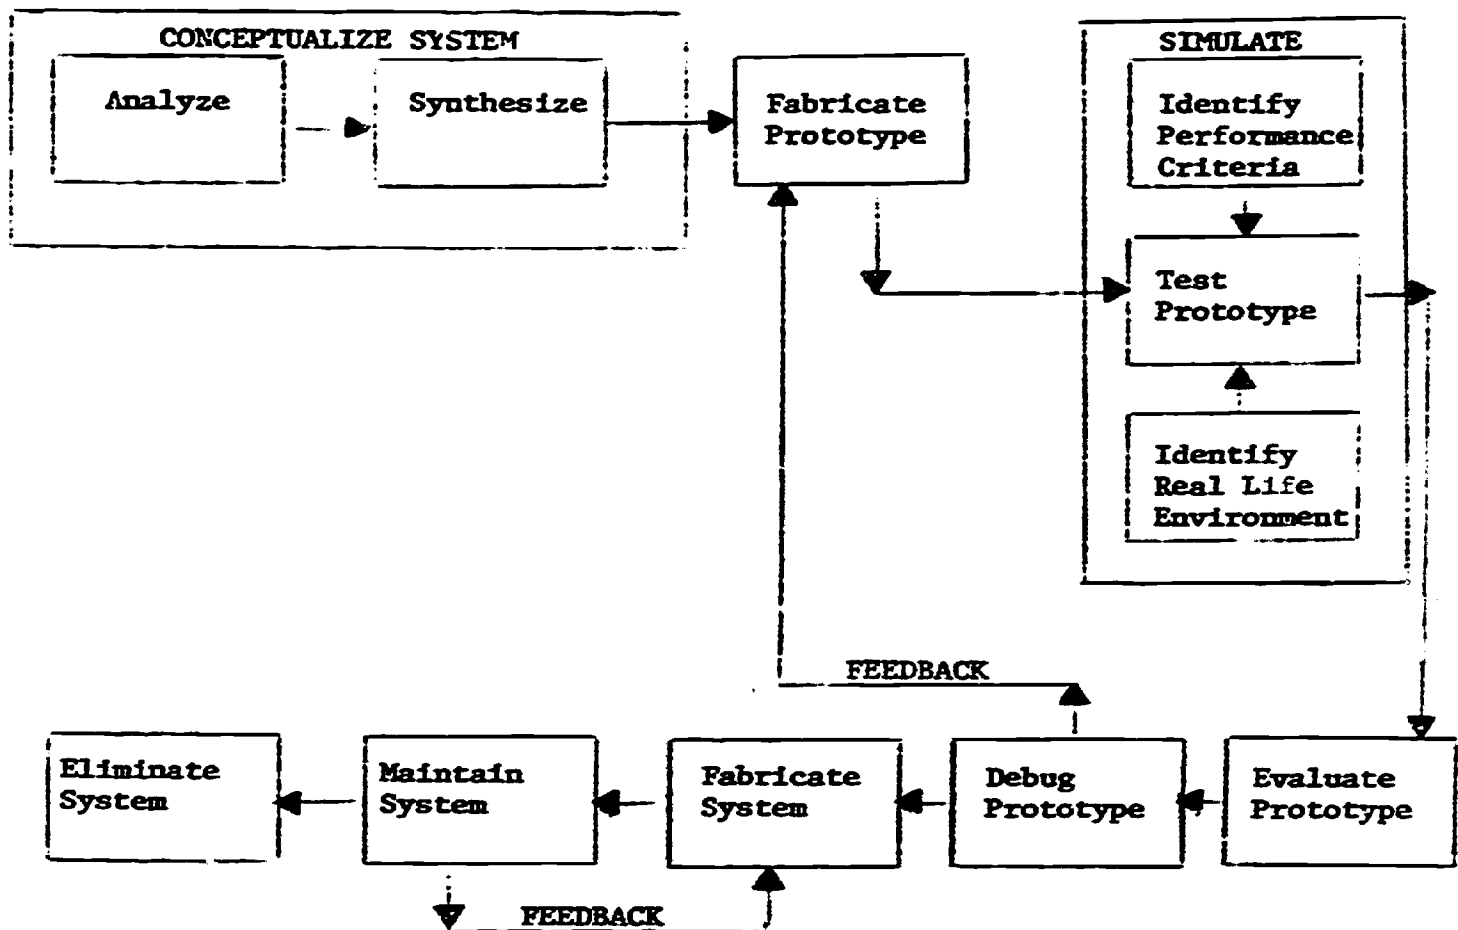 CONCEPTUALIZE SYSTEM
Analyze
Synthesize
Fabricate
Prototype
SIMULATE
Identify
Performance
Criteria
Test
Prototype
Identify
Real Life
Environment
FEEDBACK
Eliminate
System
Maintain
System
Fabricate
System
Debug
Prototype
Evaluate
Prototype
FEEDBACK